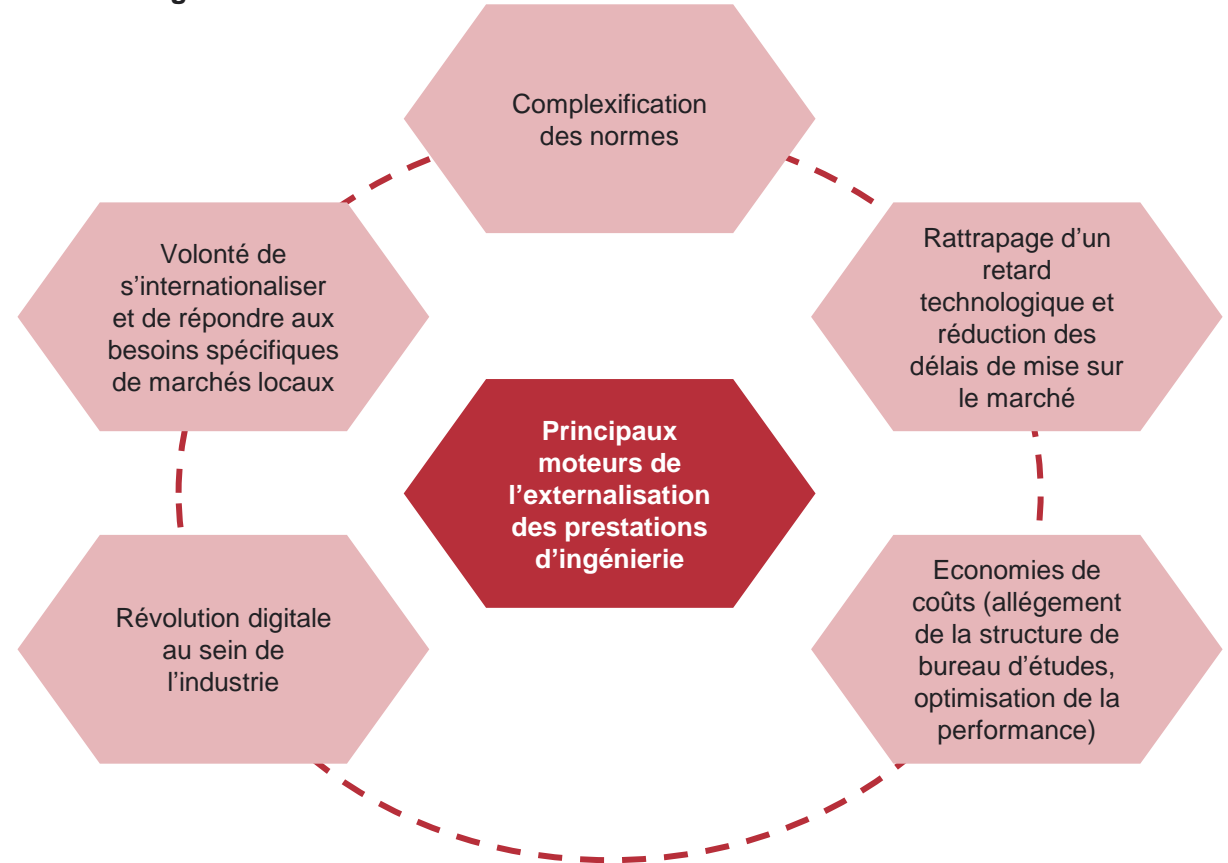 Complexification
des normes
Volonté de
s’internationaliser
et de répondre aux
besoins spécifiques
de marchés locaux
Rattrapage d’un
retard
technologique et
réduction des
délais de mise sur
le marché
Principaux
moteurs de
l’externalisation
des prestations
d’ingénierie
Révolution digitale
au sein de
l’industrie
Economies de
coûts (allégement
de la structure de
bureau d’études,
optimisation de la
performance)